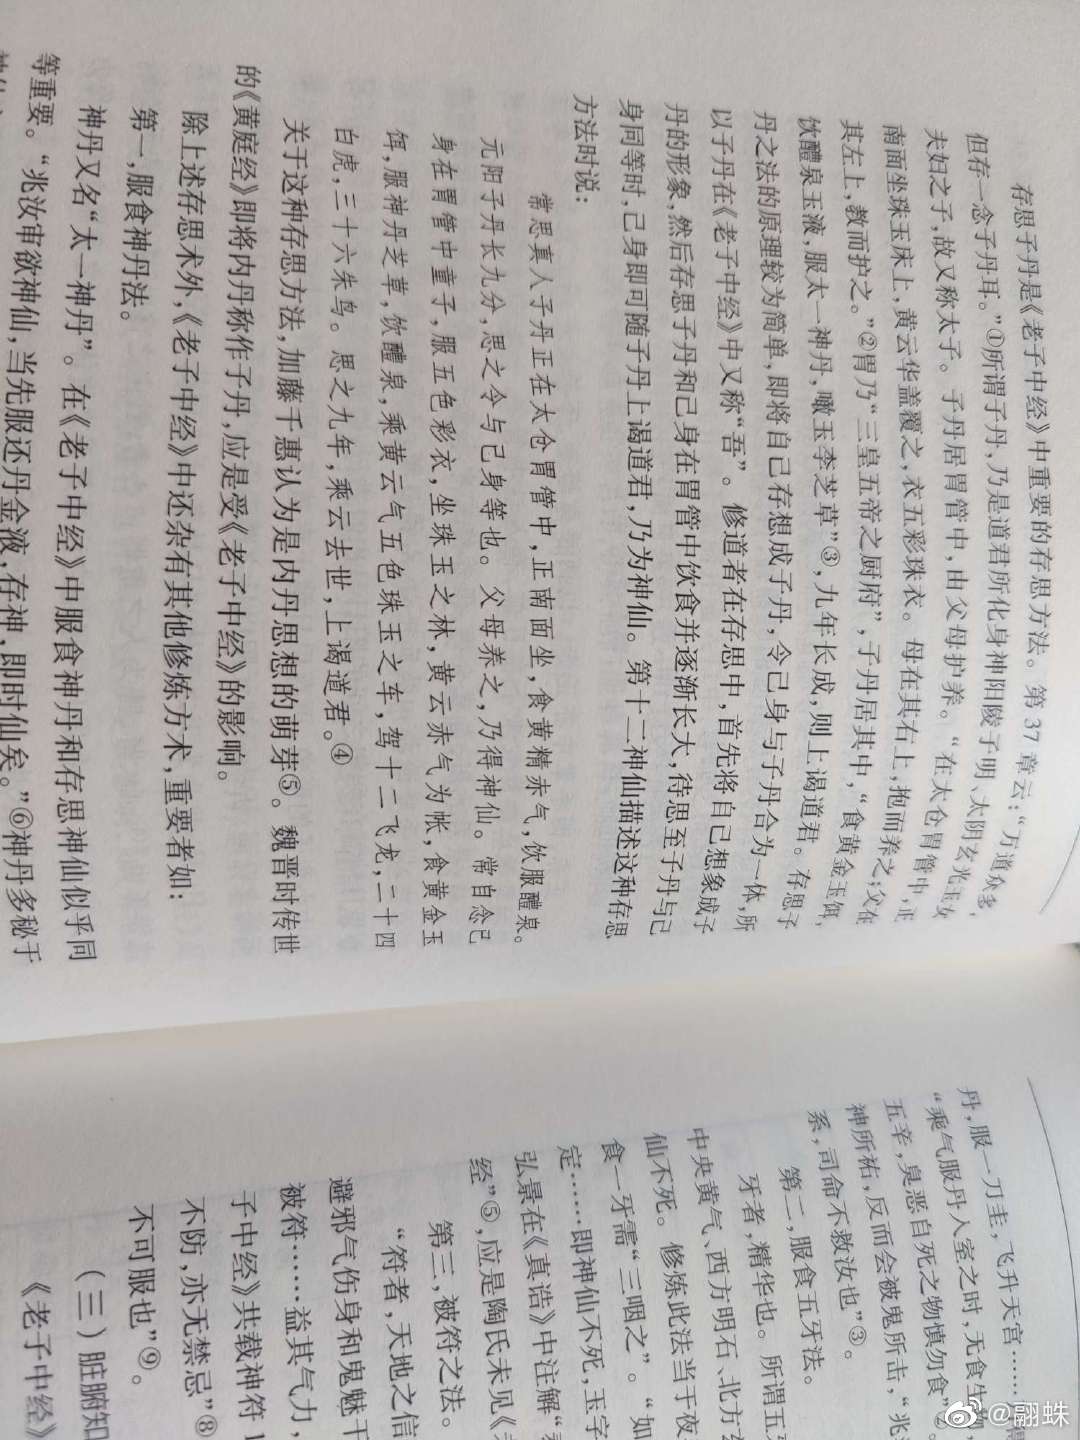 存思子丹是《老子中经》中重要的存思方法。第37章云：“万道众多，
但存一念子丹耳。”①所谓子丹，乃是道君所化身神阳陵子明、太阴玄光玉女
夫妇之子，故又称太子。子丹居胃管中，由父母护养。“在太仓胃管中，正
南面坐珠玉床上，黄云华盖覆之，衣五彩珠衣。母在其右上，抱而养之；父在
其左上，教而护之。”②胃乃“三皇五帝之厨府”，子丹居其中，“食黄金玉饵，
饮醴泉玉液，服太一神丹，噉玉李芝草”③，九年长成，则上谒道君。存思子
丹之法的原理较为简单，即将自己存想成子丹，令己身与子丹合为一体，所
以子丹在《老子中经》中又称“吾”。修道者在存思中，首先将自己想象成子
丹的形象，然后存思子丹和己身在胃管中饮食并逐渐长大，待思至子丹与己
身同等时，己身即可随子丹上谒道君，乃为神仙。第十二神仙描述这种存思
方法时说：
常思真人子丹正在太仓胃管中，正南面坐，食黄精赤气，饮服醴泉。
元阳子丹长九分，思之令与己身等也。父母养之，乃得神仙。常自念己
身在胃管中童子，服五色彩衣，坐珠玉之林，黄云赤气为帐，食黄金玉
饵，服神丹芝草，饮醴泉，乘黄云气五色珠玉之车，驾十二飞龙，二十四
白虎，三十六朱鸟。思之九年，乘云去世，上谒道君。④
关于这种存思方法，加藤千惠认为是内丹思想的萌芽⑤。魏晋时传世
的《黄庭经》即将内丹称作子丹，应是受《老子中经》的影响。
除上述存思术外，《老子中经》中还杂有其他修炼方术，重要者如：
第一，服食神丹法。
神丹又名“太一神丹”。在《老子中经》中服食神丹和存思神仙似乎同
等重要。“兆汝审欲神仙，当先服还丹金液，存神，即时仙矣。”⑥神丹多秘于
丹，服一刀圭，飞升天宫……
“乘气服丹入室之时，无食生
五辛，臭恶自死之物慎勿食”②。
神所祐，反而会被鬼所击，“兆
系，司命不救汝也”③。
第二，服食五牙法。
牙者，精华也。所谓五
中央黄气、西方明石、北方玄
仙不死。修炼此法当于夜
食一牙需“三咽之”。“如
定……即神仙不死，玉字
弘景在《真诰》中注解“
经”⑤，应是陶氏未见《
第三，被符之法。
“符者，天地之信
避邪气伤身和鬼魅干
被符……益其气力，
子中经》共载神符1
不防，亦无禁忌”⑧
不可服也”⑨。
（三）脏腑知
《老子中经》
@翩蛛